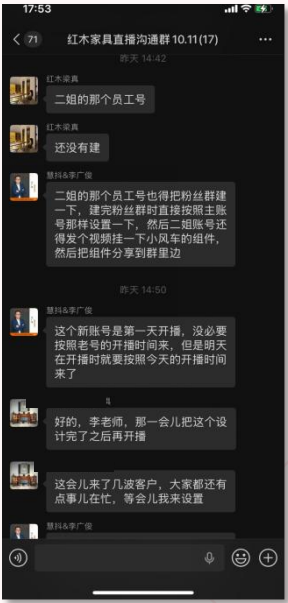 17:53
71
红木家具直播沟通群 10.11(17)
昨天 14:42
红木梁真
二姐的那个员工号
红木梁真
还没有建
慧抖&李广俊
二姐的那个员工号也得把粉丝群建
一下，建完粉丝群时直接按照主账
号那样设置一下，然后二姐账号还
得发个视频挂一下小风车的组件，
然后把组件分享到群里边
昨天 14:50
慧抖&李广俊
这个新账号是第一天开播，没必要
按照老号的开播时间来，但是明天
在开播时就要按照今天的开播时间
来了
好的，李老师，那一会儿把这个设
计完了之后再开播
这会儿来了几波客户，大家都还有
点事儿在忙，等会儿我来设置
慧抖&李广俊